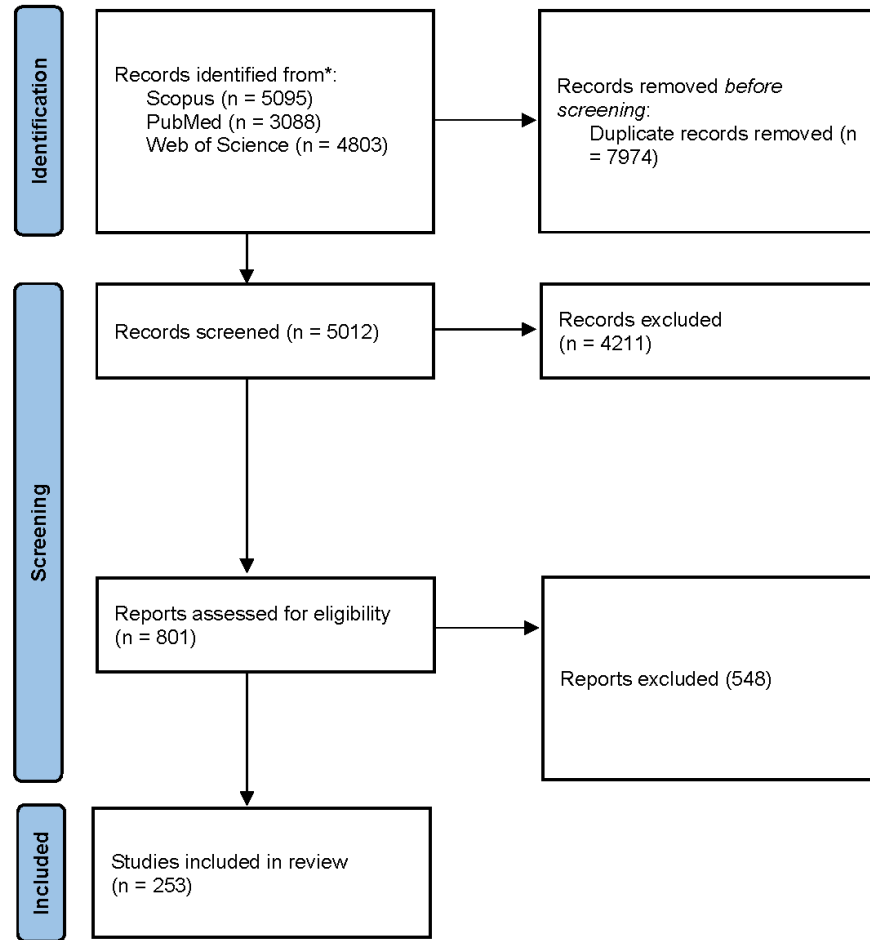 Identification
Records identified from*:
Scopus (n = 5095)
PubMed (n = 3088)
Web of Science (n = 4803)
Records removed before
screening:
Duplicate records removed (n
= 7974)
Screening
Records screened (n = 5012)
Records excluded
(n = 4211)
Reports assessed for eligibility
(n = 801)
Reports excluded (548)
Included
Studies included in review
(n = 253)